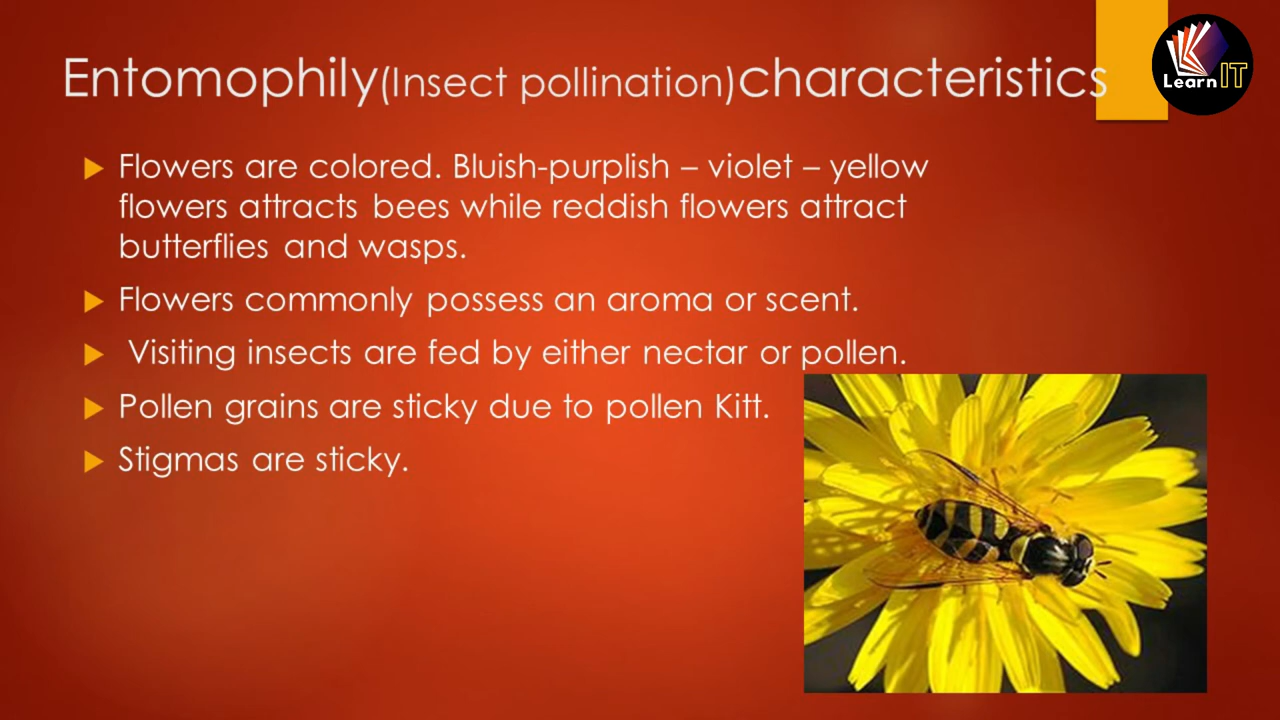 Entomophily(Insect pollination)characteristics
Learn IT
Flowers are colored. Bluish-purplish – violet – yellow
flowers attracts bees while reddish flowers attract
butterflies and wasps.
Flowers commonly possess an aroma or scent.
Visiting insects are fed by either nectar or pollen.
Pollen grains are sticky due to pollen Kitt.
Stigmas are sticky.